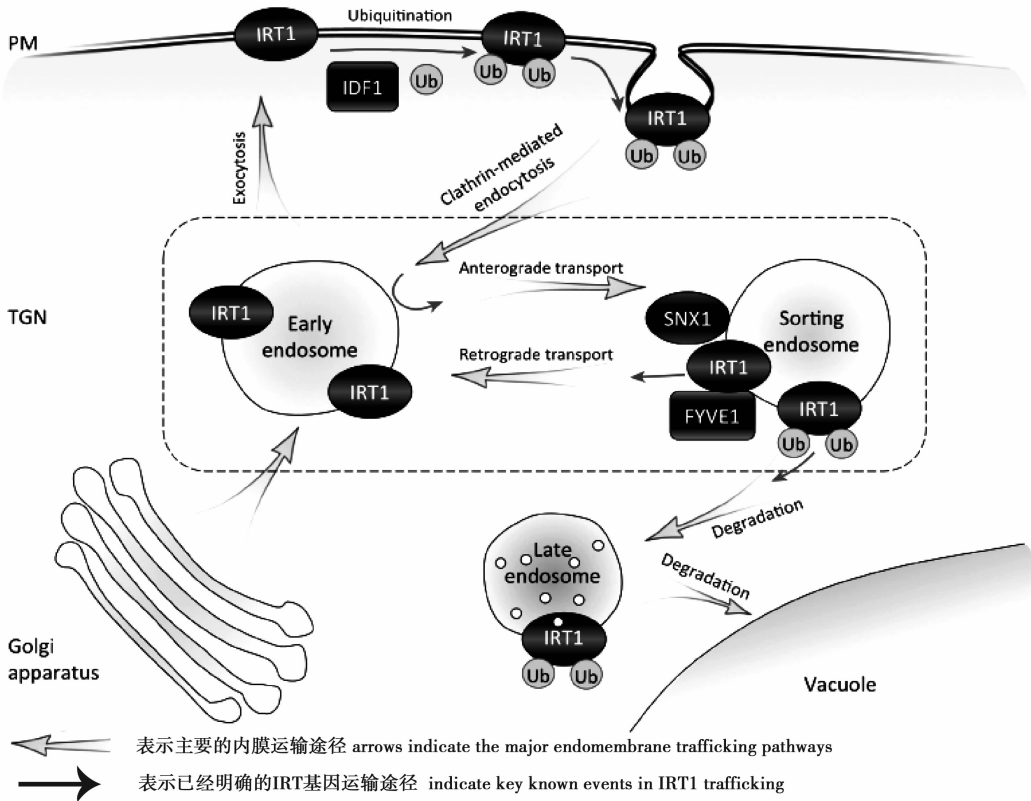 Ubiquitination
PM
IRT1
IRT1
Ub
Ub
IDF1
Ub
IRT1
Ub
Ub
Exocytosis
Clathrin-mediated
endocytosis
Anterograde transport
TGN
IRT1
Early
endosome
IRT1
Retrograde transport
SNX1
Sorting
endosome
IRT1
FYVE1
IRT1
Ub
Ub
Degradation
Late
endosome
IRT1
Ub
Ub
Degradation
Golgi
apparatus
Vacuole
表示主要的内膜运输途径 arrows indicate the major endomembrane trafficking pathways
表示已经明确的IRT基因运输途径 indicate key known events in IRT1 trafficking